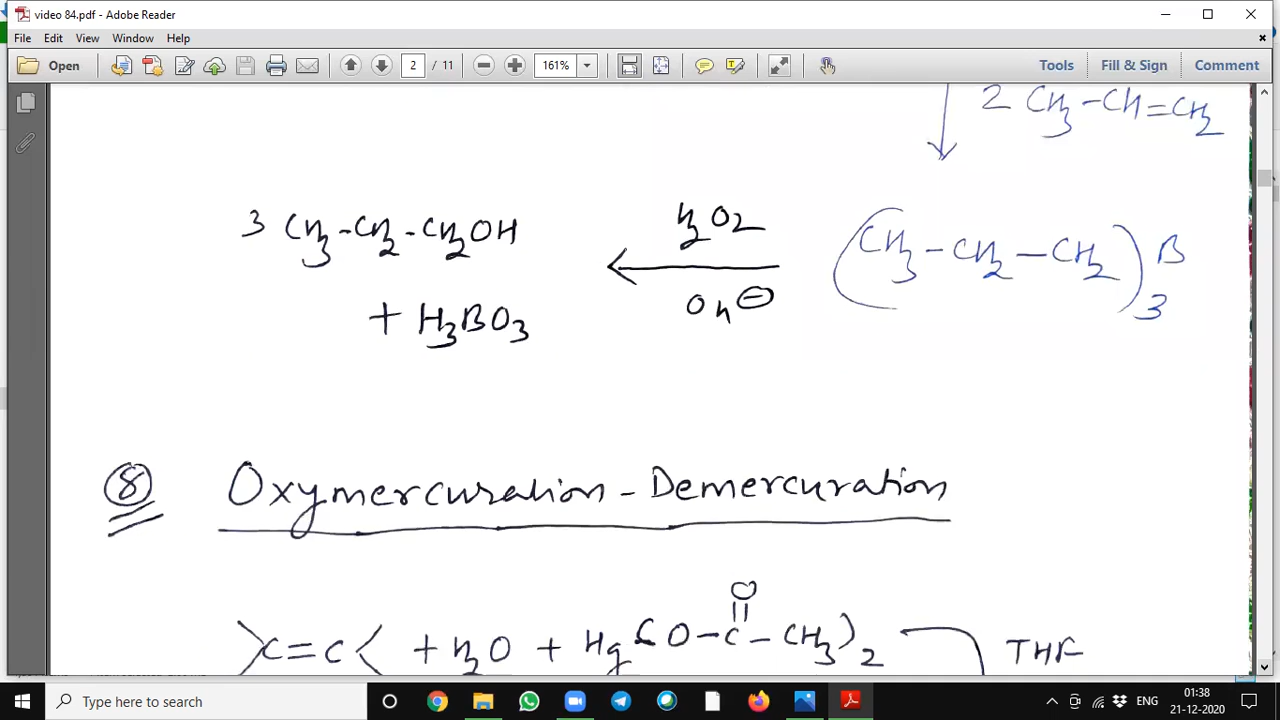 video 84.pdf - Adobe Reader
File Edit View Window Help
Open 2 / 11 161% Tools Fill & Sign Comment
2 CH3-CH=CH2
3 CH3-CH2-CH2OH
+ H3BO3
H2O2
OH⊖
(CH3-CH2-CH2)3 B
⑧ Oxymercuration - Demercuration
>C=C< + H2O + Hg(O-C-CH3)2
O
THF
Type here to search
ENG
01:38
21-12-2020